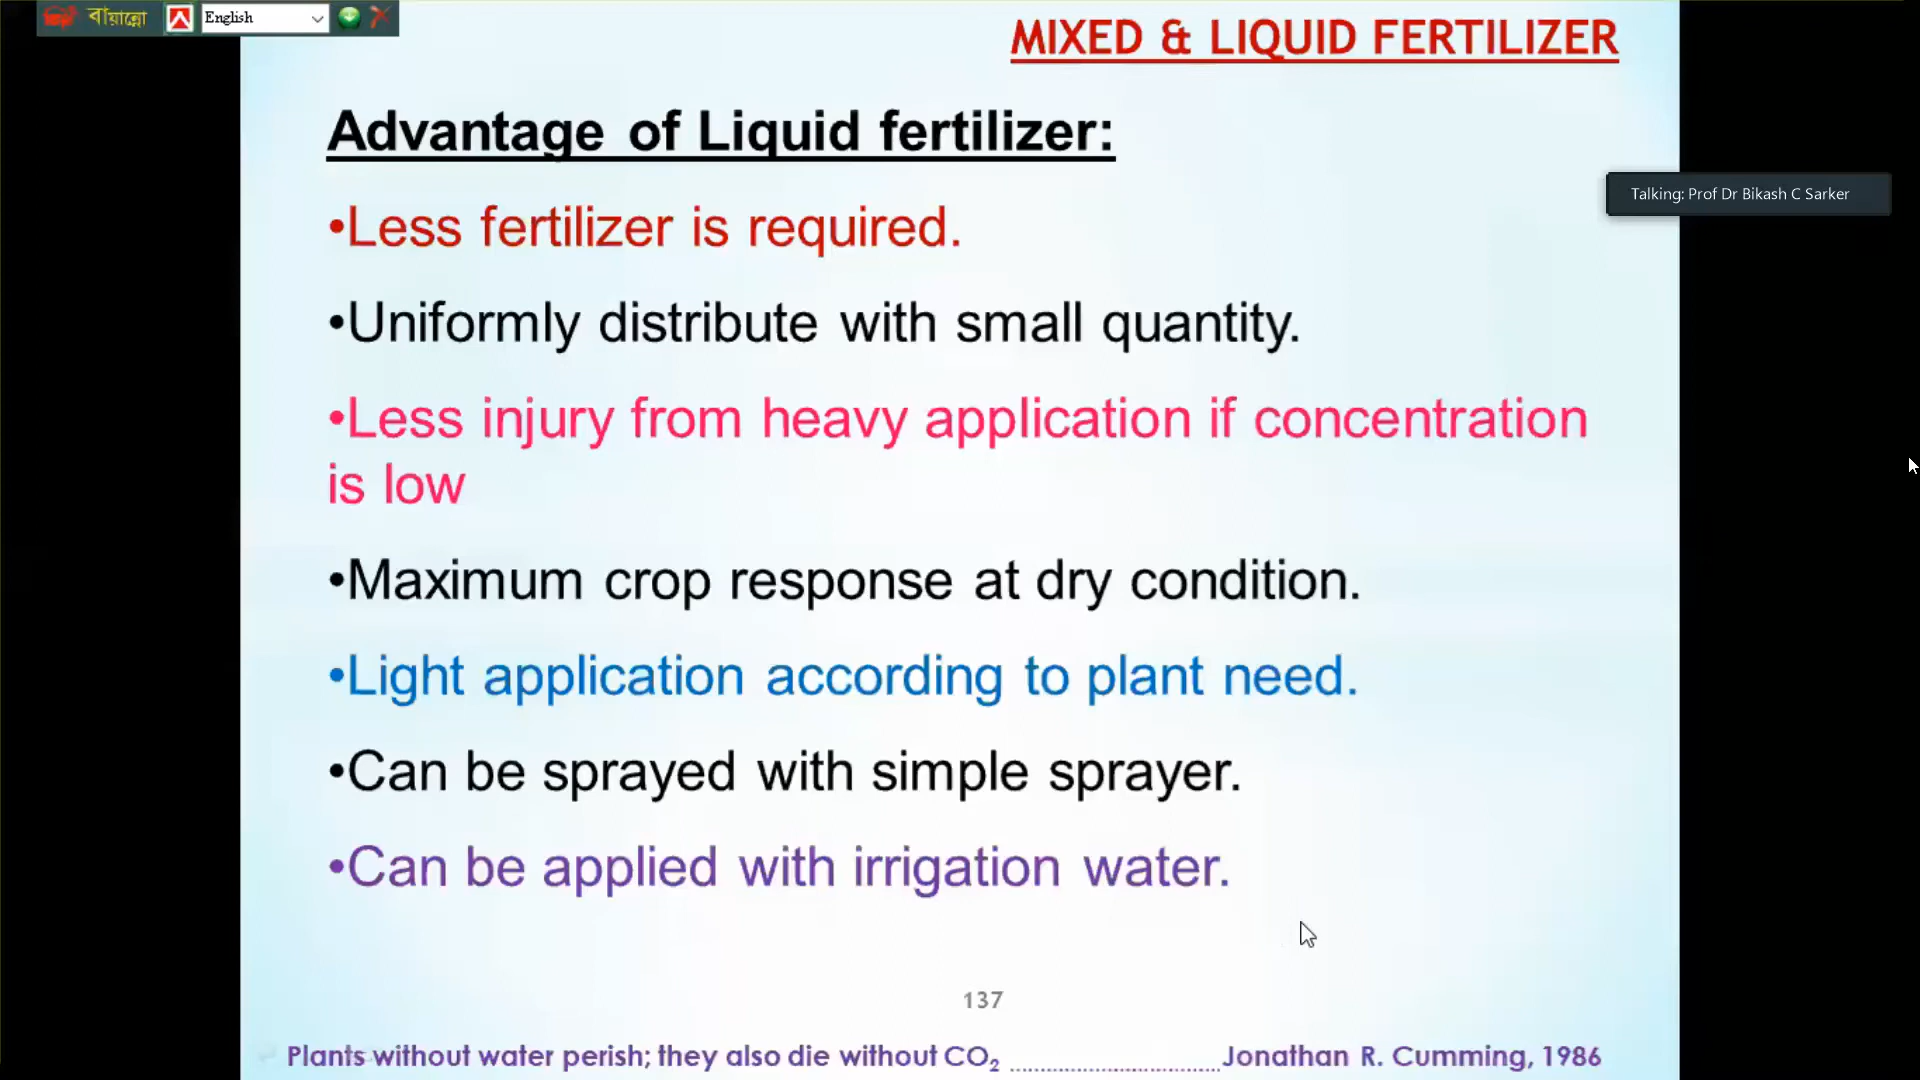 বায়ান্নো English
MIXED & LIQUID FERTILIZER
Advantage of Liquid fertilizer:
Talking: Prof Dr Bikash C Sarker
•Less fertilizer is required.
•Uniformly distribute with small quantity.
•Less injury from heavy application if concentration
is low
•Maximum crop response at dry condition.
•Light application according to plant need.
•Can be sprayed with simple sprayer.
•Can be applied with irrigation water.
137
Plants without water perish; they also die without CO₂ ....................................Jonathan R. Cumming, 1986